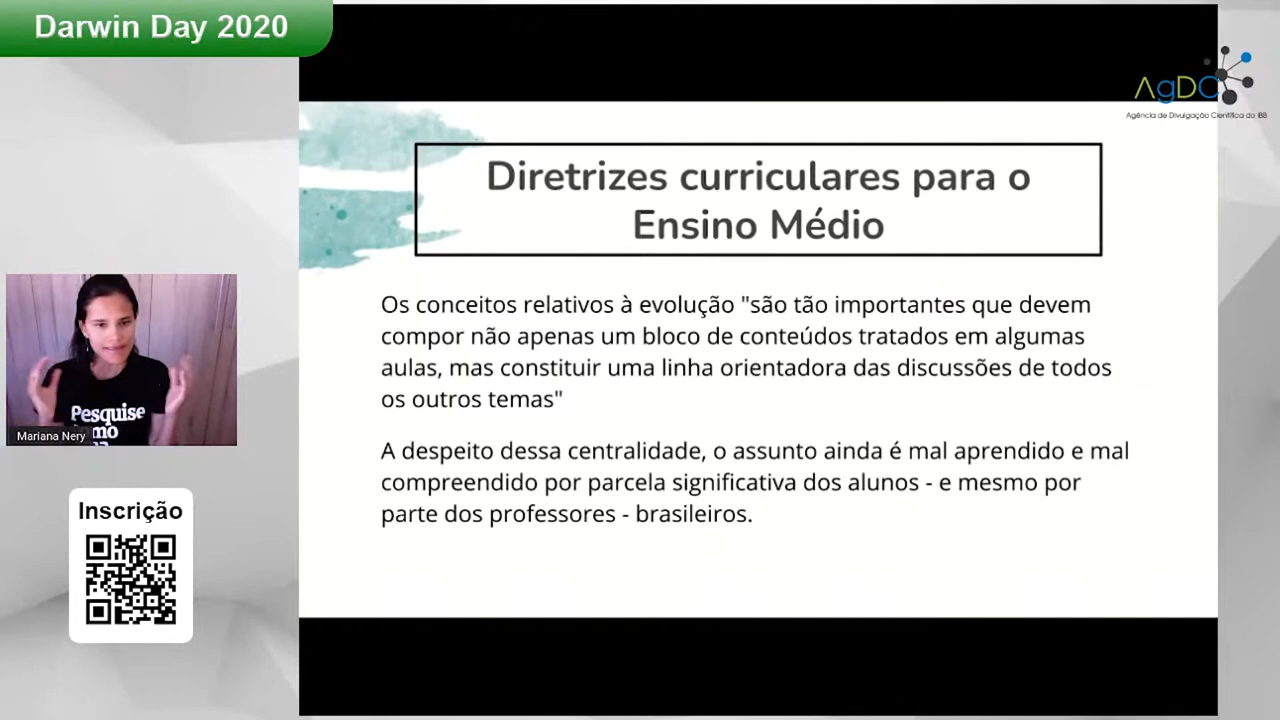 Darwin Day 2020
AgDC
Agência de Divulgação Científica do IBB
Diretrizes curriculares para o
Ensino Médio
Os conceitos relativos à evolução "são tão importantes que devem
compor não apenas um bloco de conteúdos tratados em algumas
aulas, mas constituir uma linha orientadora das discussões de todos
os outros temas"
A despeito dessa centralidade, o assunto ainda é mal aprendido e mal
compreendido por parcela significativa dos alunos - e mesmo por
parte dos professores - brasileiros.
Pesquise
Mariana Nery
Inscrição